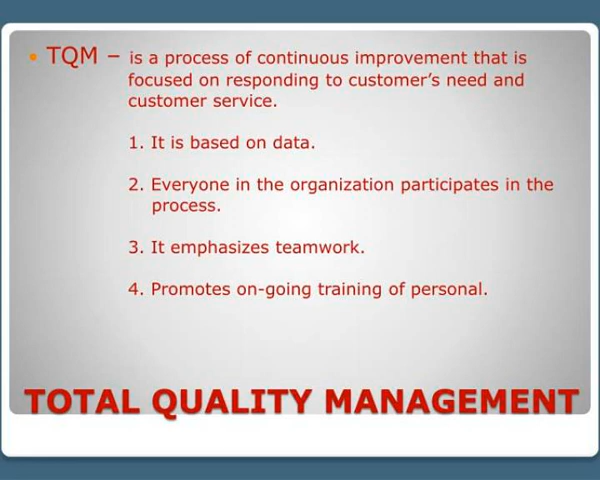 TQM – is a process of continuous improvement that is
focused on responding to customer’s need and
customer service.
1. It is based on data.
2. Everyone in the organization participates in the
process.
3. It emphasizes teamwork.
4. Promotes on-going training of personal.
TOTAL QUALITY MANAGEMENT